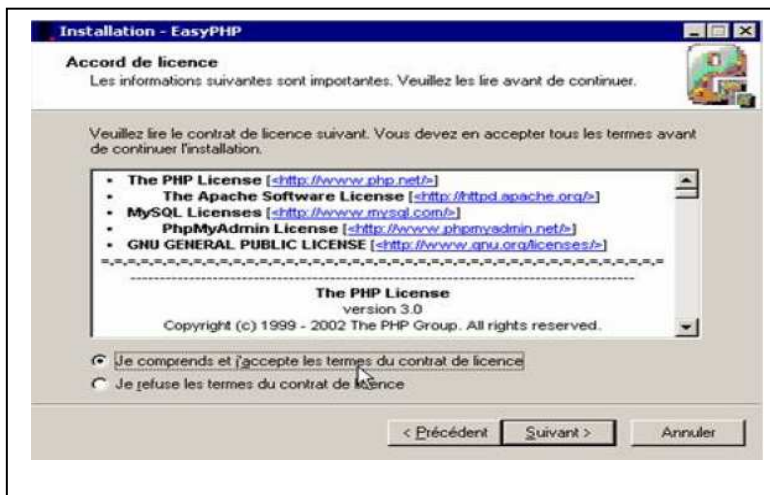 Installation - EasyPHP
Accord de licence
Les informations suivantes sont importantes. Veuillez les lire avant de continuer.
Veuillez lire le contrat de licence suivant. Vous devez en accepter tous les termes avant
de continuer l'installation.
• The PHP License [<http://www.php.net/>]
The Apache Software License [<http://httpd.apache.org/>]
• MySQL Licenses [<http://www.mysql.com/>]
PhpMyAdmin License [<http://www.phpmyadmin.net/>]
• GNU GENERAL PUBLIC LICENSE [<http://www.gnu.org/licenses/>]
The PHP License
version 3.0
Copyright (c) 1999 - 2002 The PHP Group. All rights reserved.
Je comprends et j'accepte les termes du contrat de licence
Je refuse les termes du contrat de licence
< Précédent
Suivant >
Annuler